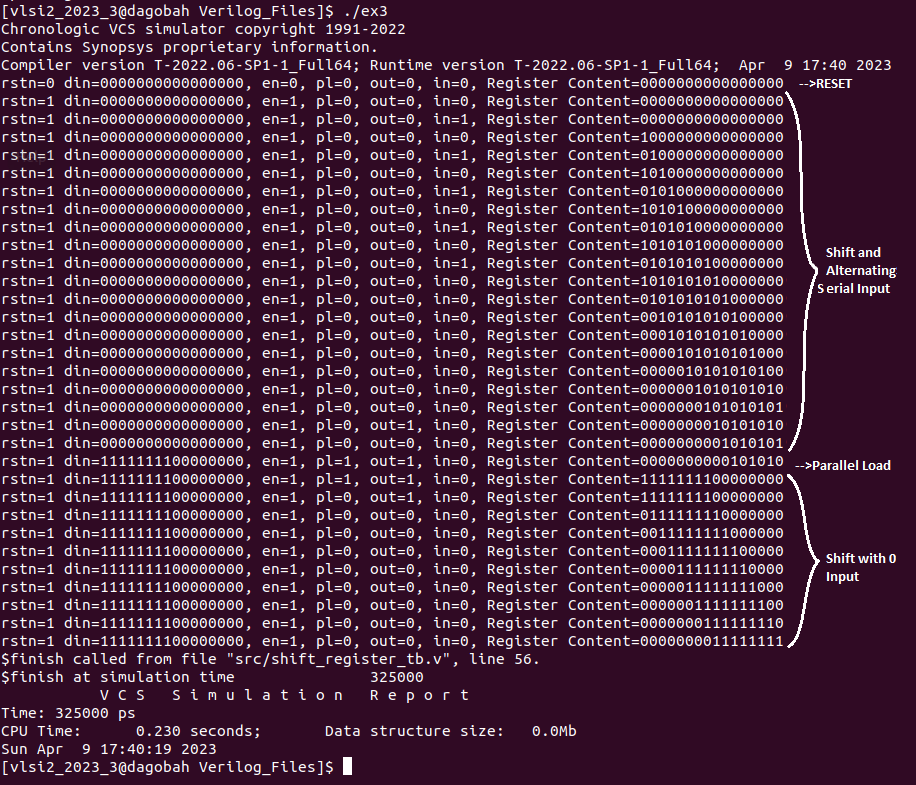 [vlsi2_2023_3@dagobah Verilog_Files]$ ./ex3
Chronologic VCS simulator copyright 1991-2022
Contains Synopsys proprietary information.
Compiler version T-2022.06-SP1-1_Full64; Runtime version T-2022.06-SP1-1_Full64;  Apr  9 17:40 2023
rstn=0 din=0000000000000000, en=0, pl=0, out=0, in=0, Register Content=0000000000000000 -->RESET
rstn=1 din=0000000000000000, en=1, pl=0, out=0, in=0, Register Content=0000000000000000
rstn=1 din=0000000000000000, en=1, pl=0, out=0, in=1, Register Content=0000000000000000
rstn=1 din=0000000000000000, en=1, pl=0, out=0, in=0, Register Content=1000000000000000
rstn=1 din=0000000000000000, en=1, pl=0, out=0, in=1, Register Content=0100000000000000
rstn=1 din=0000000000000000, en=1, pl=0, out=0, in=0, Register Content=1010000000000000
rstn=1 din=0000000000000000, en=1, pl=0, out=0, in=1, Register Content=0101000000000000
rstn=1 din=0000000000000000, en=1, pl=0, out=0, in=0, Register Content=1010100000000000
rstn=1 din=0000000000000000, en=1, pl=0, out=0, in=1, Register Content=0101010000000000
rstn=1 din=0000000000000000, en=1, pl=0, out=0, in=0, Register Content=1010101000000000
rstn=1 din=0000000000000000, en=1, pl=0, out=0, in=1, Register Content=0101010100000000
rstn=1 din=0000000000000000, en=1, pl=0, out=0, in=0, Register Content=1010101010000000
rstn=1 din=0000000000000000, en=1, pl=0, out=0, in=0, Register Content=0101010101000000
rstn=1 din=0000000000000000, en=1, pl=0, out=0, in=0, Register Content=0010101010100000
rstn=1 din=0000000000000000, en=1, pl=0, out=0, in=0, Register Content=0001010101010000
rstn=1 din=0000000000000000, en=1, pl=0, out=0, in=0, Register Content=0000101010101000
rstn=1 din=0000000000000000, en=1, pl=0, out=0, in=0, Register Content=0000010101010100
rstn=1 din=0000000000000000, en=1, pl=0, out=0, in=0, Register Content=0000001010101010
rstn=1 din=0000000000000000, en=1, pl=0, out=0, in=0, Register Content=0000000101010101
rstn=1 din=0000000000000000, en=1, pl=0, out=1, in=0, Register Content=0000000010101010
rstn=1 din=0000000000000000, en=1, pl=0, out=0, in=0, Register Content=0000000001010101
Shift and
Alternating
Serial Input
rstn=1 din=1111111100000000, en=1, pl=1, out=1, in=0, Register Content=0000000000101010 -->Parallel Load
rstn=1 din=1111111100000000, en=1, pl=1, out=1, in=0, Register Content=1111111100000000
rstn=1 din=1111111100000000, en=1, pl=0, out=0, in=0, Register Content=1111111100000000
rstn=1 din=1111111100000000, en=1, pl=0, out=0, in=0, Register Content=0111111110000000
rstn=1 din=1111111100000000, en=1, pl=0, out=0, in=0, Register Content=0011111111000000
rstn=1 din=1111111100000000, en=1, pl=0, out=0, in=0, Register Content=0001111111100000
rstn=1 din=1111111100000000, en=1, pl=0, out=0, in=0, Register Content=0000111111110000
rstn=1 din=1111111100000000, en=1, pl=0, out=0, in=0, Register Content=0000011111111000
rstn=1 din=1111111100000000, en=1, pl=0, out=0, in=0, Register Content=0000001111111100
rstn=1 din=1111111100000000, en=1, pl=0, out=0, in=0, Register Content=0000000111111110
rstn=1 din=1111111100000000, en=1, pl=0, out=0, in=0, Register Content=0000000011111111
Shift with 0
Input
$finish called from file "src/shift_register_tb.v", line 56.
$finish at simulation time               325000
V C S   S i m u l a t i o n   R e p o r t
Time: 325000 ps
CPU Time:      0.230 seconds;       Data structure size:   0.0Mb
Sun Apr  9 17:40:19 2023
[vlsi2_2023_3@dagobah Verilog_Files]$